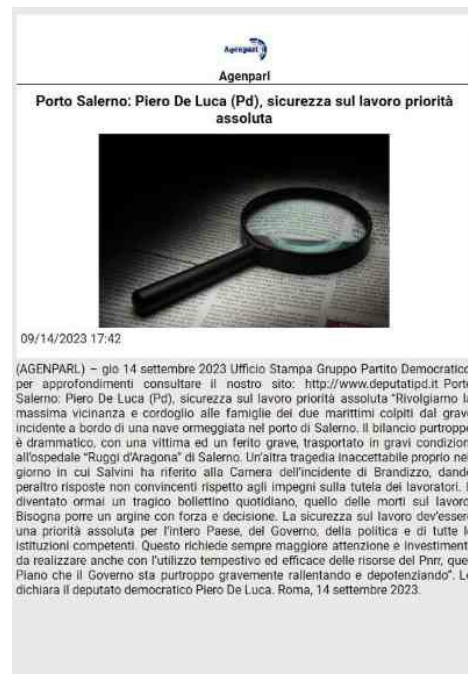 Agenparl
Agenparl
Porto Salerno: Piero De Luca (Pd), sicurezza sul lavoro priorità
assoluta
09/14/2023 17:42
(AGENPARL) – gio 14 settembre 2023 Ufficio Stampa Gruppo Partito Democratico
per approfondimenti consultare il nostro sito: http://www.deputatipd.it Porto
Salerno: Piero De Luca (Pd), sicurezza sul lavoro priorità assoluta "Rivolgiamo la
massima vicinanza e cordoglio alle famiglie dei due marittimi colpiti dal grave
incidente a bordo di una nave ormeggiata nel porto di Salerno. Il bilancio purtroppo
è drammatico, con una vittima ed un ferito grave, trasportato in gravi condizioni
all'ospedale "Ruggi d'Aragona" di Salerno. Un'altra tragedia inaccettabile proprio nel
giorno in cui Salvini ha riferito alla Camera dell'incidente di Brandizzo, dando
peraltro risposte non convincenti rispetto agli impegni sulla tutela dei lavoratori.
diventato ormai un tragico bollettino quotidiano, quello delle morti sul lavoro.
Bisogna porre un argine con forza e decisione. La sicurezza sul lavoro dev'essere
una priorità assoluta per l'intero Paese, del Governo, della politica e di tutte le
istituzioni competenti. Questo richiede sempre maggiore attenzione e investimenti
da realizzare anche con l'utilizzo tempestivo ed efficace delle risorse del Pnrr, quel
Piano che il Governo sta purtroppo gravemente rallentando e depotenziando". Lo
dichiara il deputato democratico Piero De Luca. Roma, 14 settembre 2023.